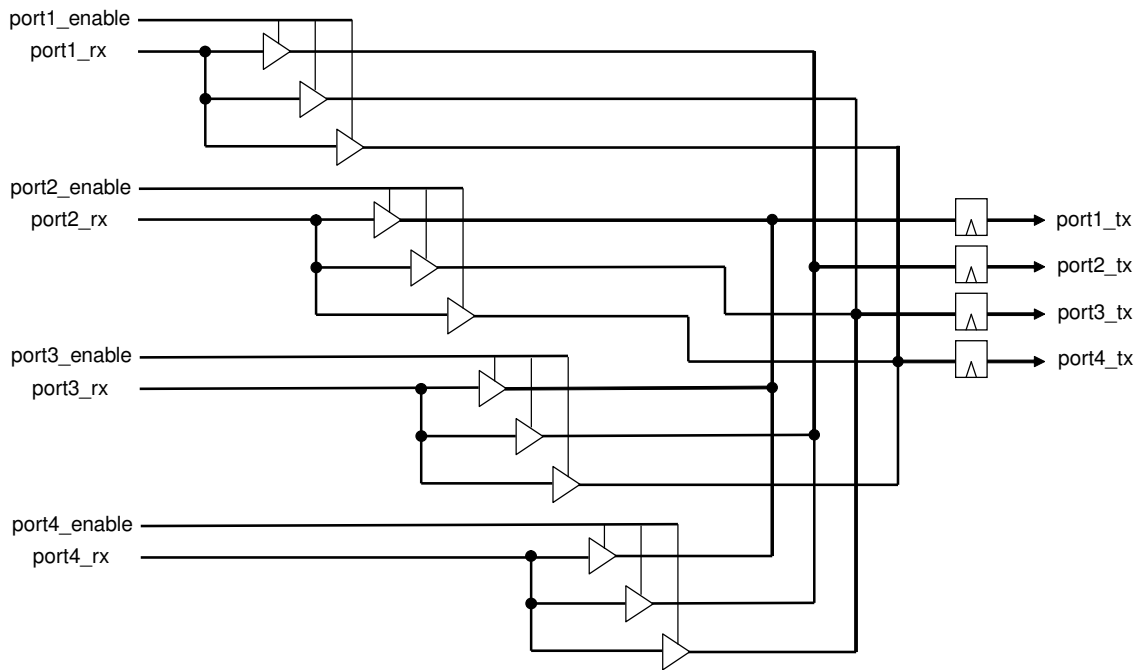 port1_enable
port1_rx
port2_enable
port2_rx
port1_tx
port2_tx
port3_tx
port3_enable
port4_tx
port3_rx
port4_enable
port4_rx